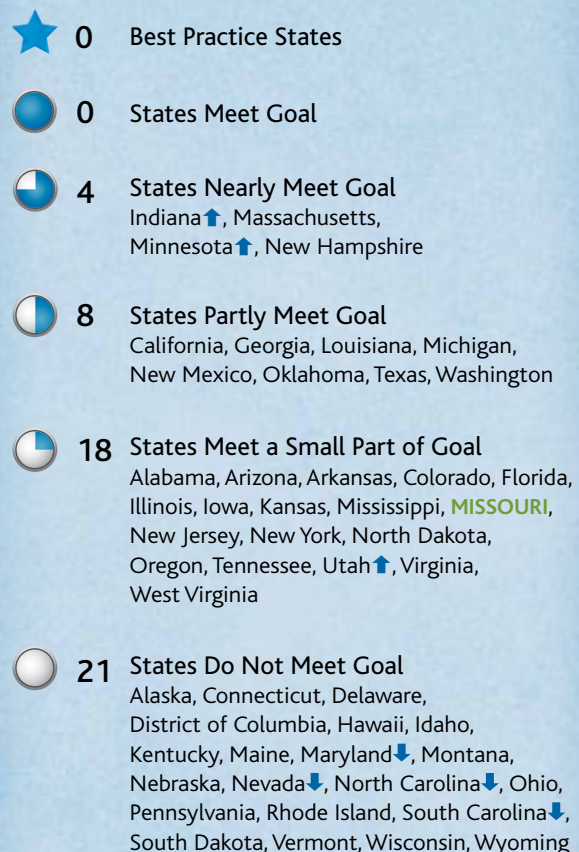 0 Best Practice States
0 States Meet Goal
4 States Nearly Meet Goal
Indiana⬆, Massachusetts,
Minnesota⬆, New Hampshire
8 States Partly Meet Goal
California, Georgia, Louisiana, Michigan,
New Mexico, Oklahoma, Texas, Washington
18 States Meet a Small Part of Goal
Alabama, Arizona, Arkansas, Colorado, Florida,
Illinois, Iowa, Kansas, Mississippi, MISSOURI,
New Jersey, New York, North Dakota,
Oregon, Tennessee, Utah⬆, Virginia,
West Virginia
21 States Do Not Meet Goal
Alaska, Connecticut, Delaware,
District of Columbia, Hawaii, Idaho,
Kentucky, Maine, Maryland⬇, Montana,
Nebraska, Nevada⬇, North Carolina⬇, Ohio,
Pennsylvania, Rhode Island, South Carolina⬇,
South Dakota, Vermont, Wisconsin, Wyoming